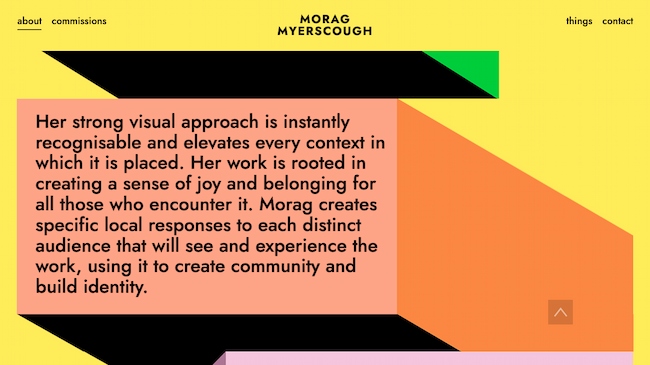 about commissions
MORAG
MYERSCOUGH
things contact
Her strong visual approach is instantly
recognisable and elevates every context in
which it is placed. Her work is rooted in
creating a sense of joy and belonging for
all those who encounter it. Morag creates
specific local responses to each distinct
audience that will see and experience the
work, using it to create community and
build identity.